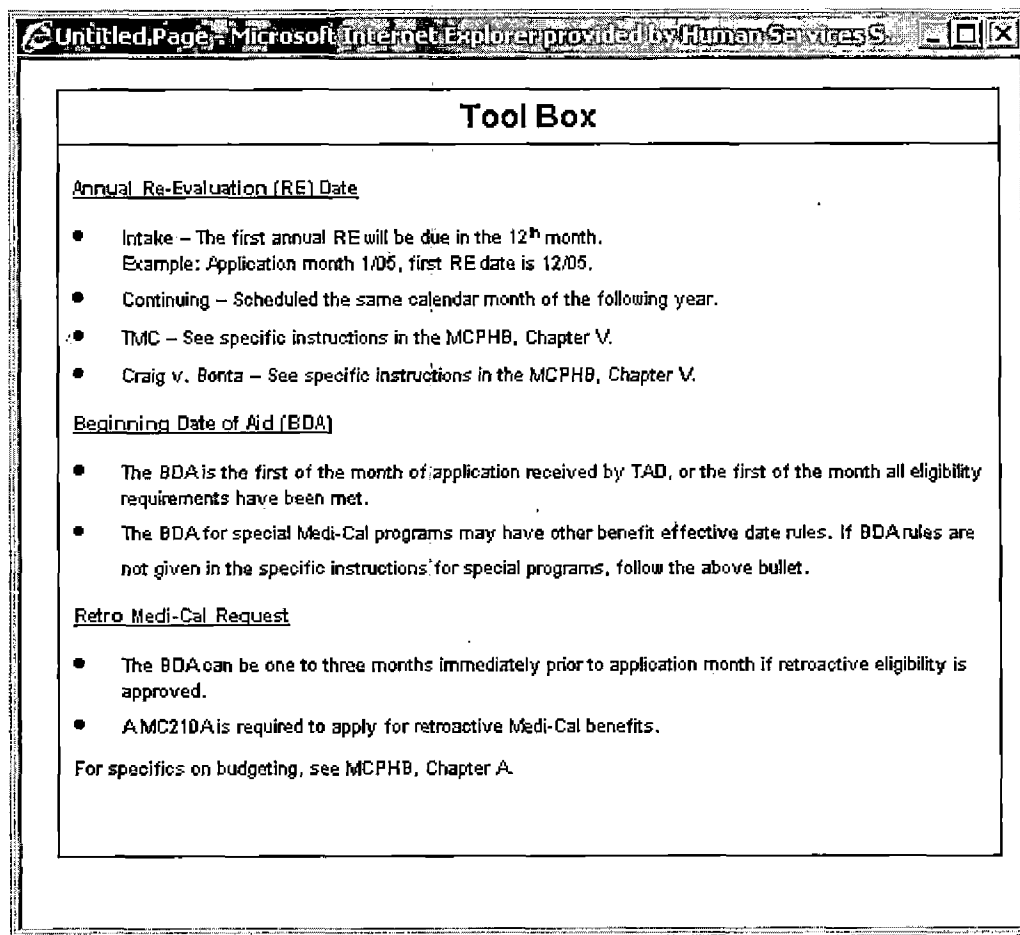 Untitled Page - Microsoft Internet Explorer provided by Human Services S...
Tool Box
Annual Re-Evaluation (RE) Date
• Intake – The first annual RE will be due in the 12th month.
Example: Application month 1/05, first RE date is 12/05.
• Continuing – Scheduled the same calendar month of the following year.
• TMC – See specific instructions in the MCPHB, Chapter V.
• Craig v. Bonta – See specific instructions in the MCPHB, Chapter V.
Beginning Date of Aid (BDA)
• The BDA is the first of the month of application received by TAD, or the first of the month all eligibility
requirements have been met.
• The BDA for special Medi-Cal programs may have other benefit effective date rules. If BDA rules are
not given in the specific instructions for special programs, follow the above bullet.
Retro Medi-Cal Request
• The BDA can be one to three months immediately prior to application month if retroactive eligibility is
approved.
• A MC210A is required to apply for retroactive Medi-Cal benefits.
For specifics on budgeting, see MCPHB, Chapter A.